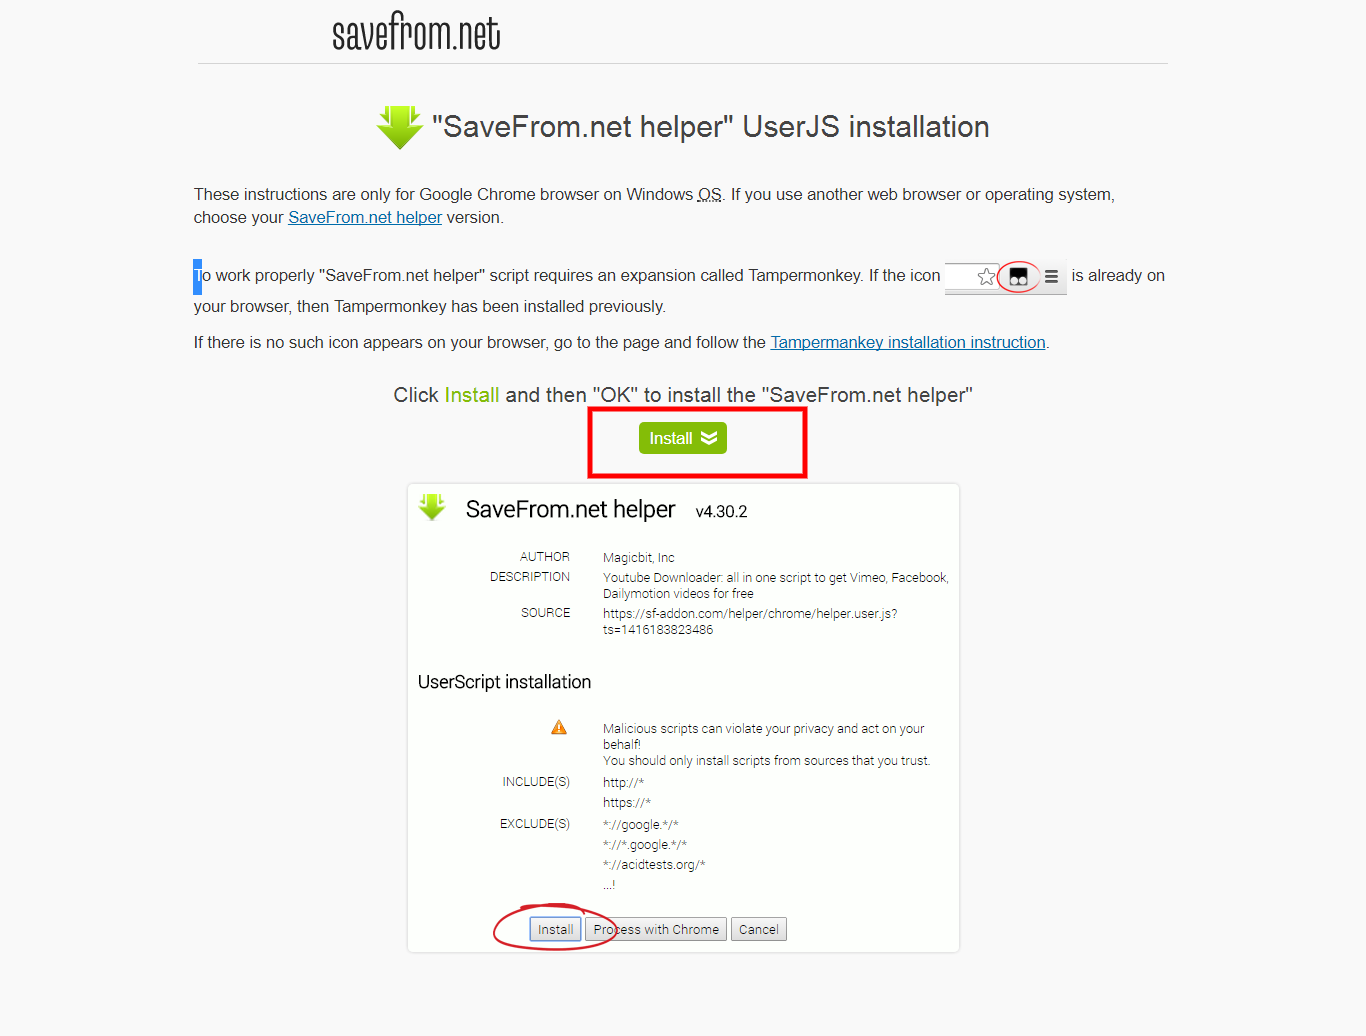 savefrom.net
"SaveFrom.net helper" UserJS installation
These instructions are only for Google Chrome browser on Windows OS. If you use another web browser or operating system,
choose your SaveFrom.net helper version.
To work properly "SaveFrom.net helper" script requires an expansion called Tampermonkey. If the icon is already on
your browser, then Tampermonkey has been installed previously.
If there is no such icon appears on your browser, go to the page and follow the Tampermankey installation instruction.
Click Install and then "OK" to install the "SaveFrom.net helper"
Install
SaveFrom.net helper v4.30.2
AUTHOR Magicbit, Inc
DESCRIPTION Youtube Downloader: all in one script to get Vimeo, Facebook,
Dailymotion videos for free
SOURCE https://sf-addon.com/helper/chrome/helper.user.js?
ts=1416183823486
UserScript installation
Malicious scripts can violate your privacy and act on your
behalf!
You should only install scripts from sources that you trust.
INCLUDE(S) http://*
https://*
EXCLUDE(S) *://google.*/*
*://*.google.*/*
*://acidtests.org/*
...!
Install Process with Chrome Cancel